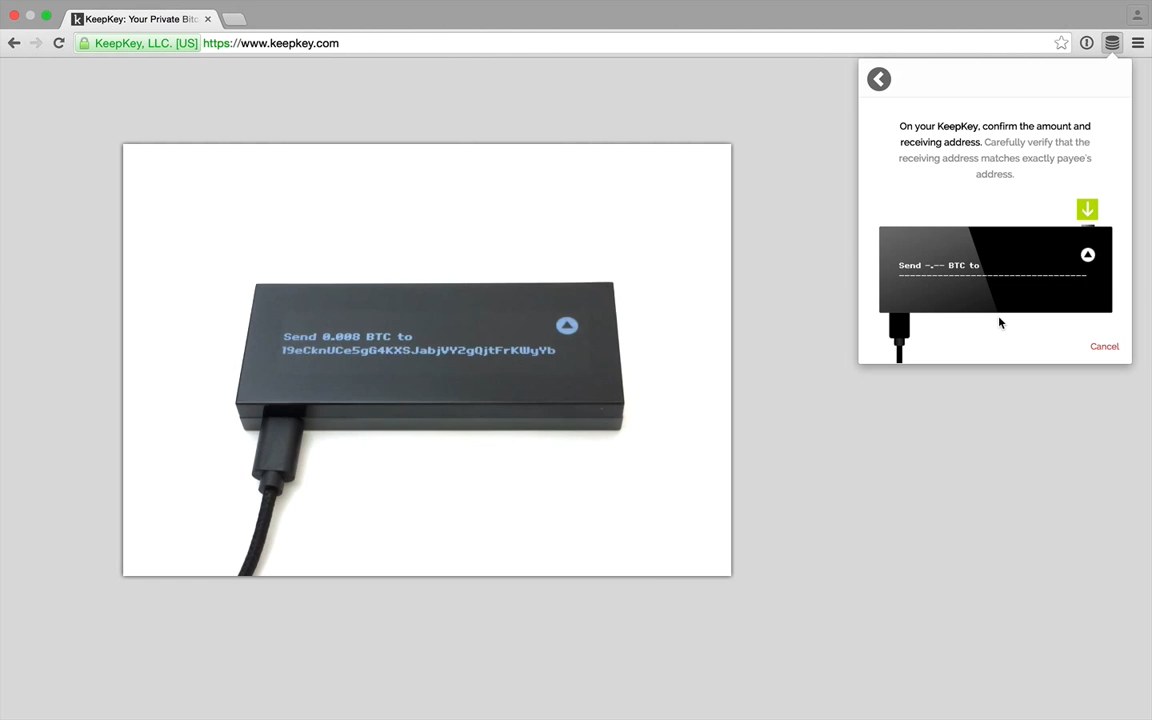 KeepKey: Your Private Bitc
KeepKey, LLC. [US] https://www.keepkey.com
On your KeepKey, confirm the amount and
receiving address. Carefully verify that the
receiving address matches exactly payee's
address.
Send -.-- BTC to
----------------------------------
Cancel
Send 0.008 BTC to
19eCknUCe5gG4KXSJabjVY2gQjtFrKWyYb